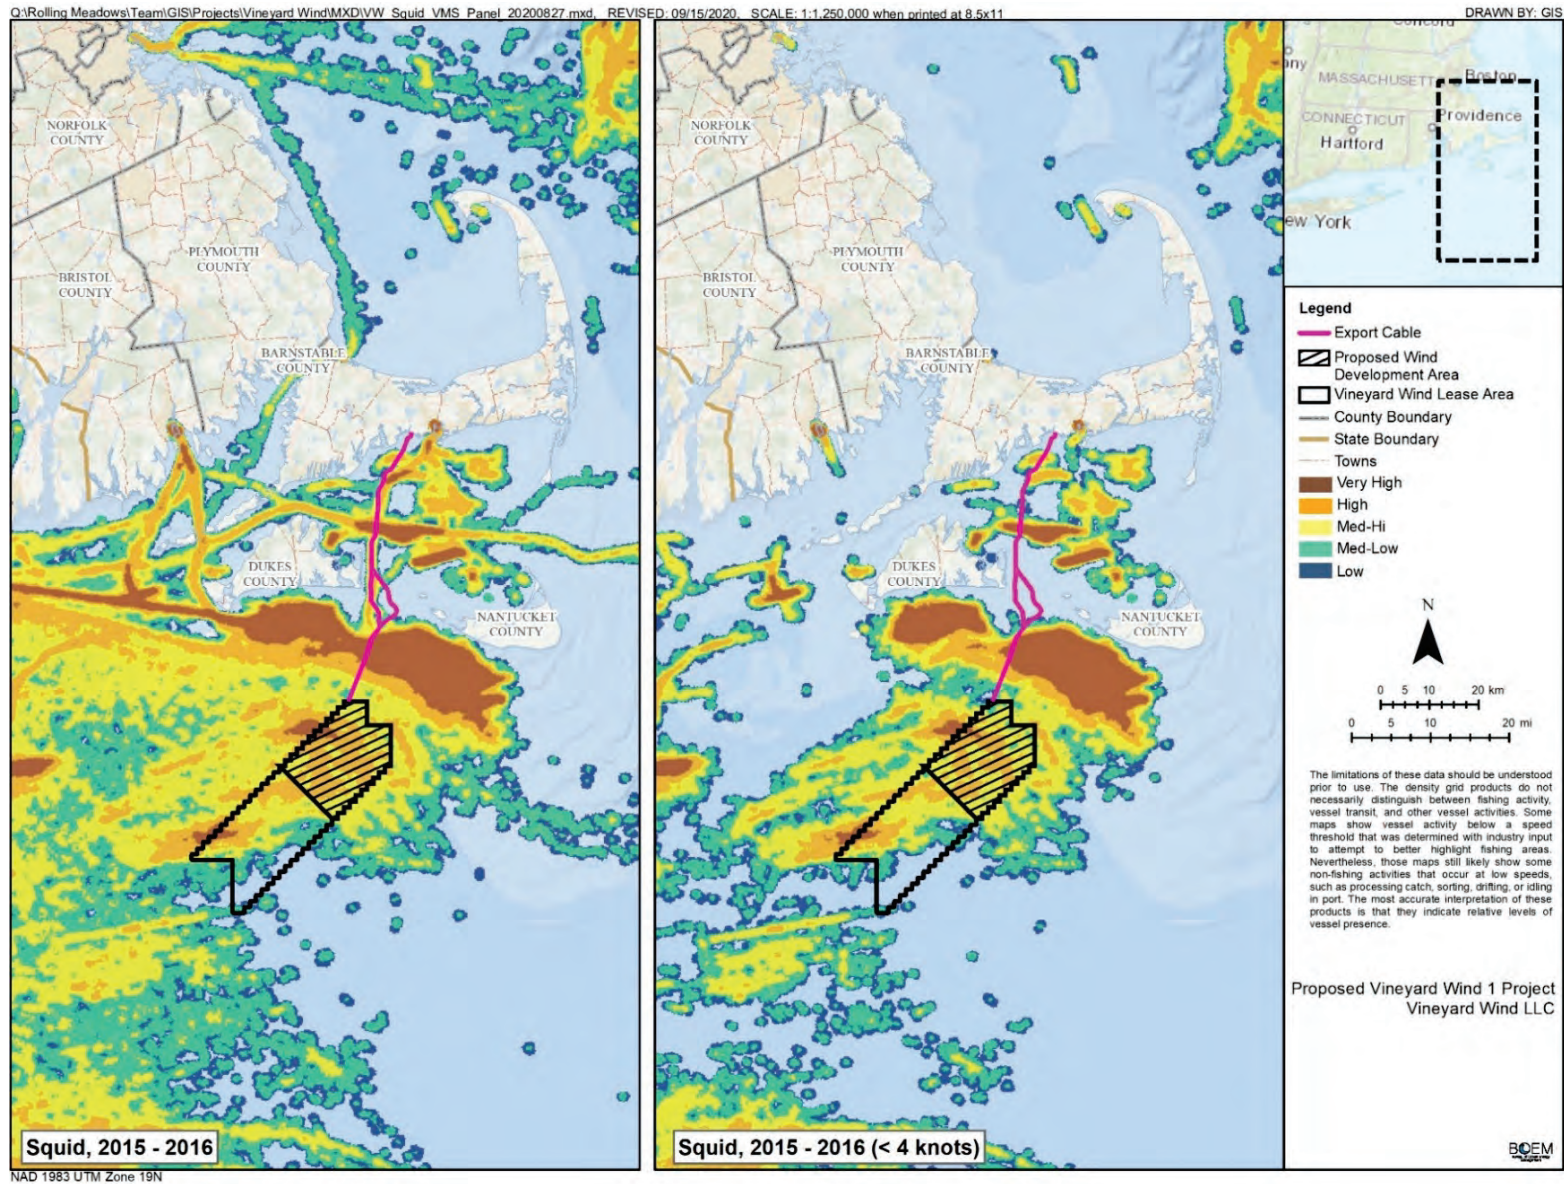 Q:\Rolling Meadows\Team\GIS\Projects\Vineyard Wind\MXD\VW_Squid_VMS_Panel_20200827.mxd, REVISED: 09/15/2020, SCALE: 1:1,250,000 when printed at 8.5x11
DRAWN BY: GIS
NORFOLK
COUNTY
PLYMOUTH
COUNTY
BRISTOL
COUNTY
BARNSTABLE
COUNTY
DUKES
COUNTY
NANTUCKET
COUNTY
Squid, 2015 - 2016
NAD 1983 UTM Zone 19N
NORFOLK
COUNTY
PLYMOUTH
COUNTY
BRISTOL
COUNTY
BARNSTABLE
COUNTY
DUKES
COUNTY
NANTUCKET
COUNTY
Squid, 2015 - 2016 (< 4 knots)
Concord
any
MASSACHUSETT
Boston
CONNECTICUT
Providence
Hartford
ew York
Legend
Export Cable
Proposed Wind
Development Area
Vineyard Wind Lease Area
County Boundary
State Boundary
Towns
Very High
High
Med-Hi
Med-Low
Low
N
0 5 10 20 km
0 5 10 20 mi
The limitations of these data should be understood
prior to use. The density grid products do not
necessarily distinguish between fishing activity,
vessel transit, and other vessel activities. Some
maps show vessel activity below a speed
threshold that was determined with industry input
to attempt to better highlight fishing areas.
Nevertheless, those maps still likely show some
non-fishing activities that occur at low speeds,
such as processing catch, sorting, drifting, or idling
in port. The most accurate interpretation of these
products is that they indicate relative levels of
vessel presence.
Proposed Vineyard Wind 1 Project
Vineyard Wind LLC
BOEM